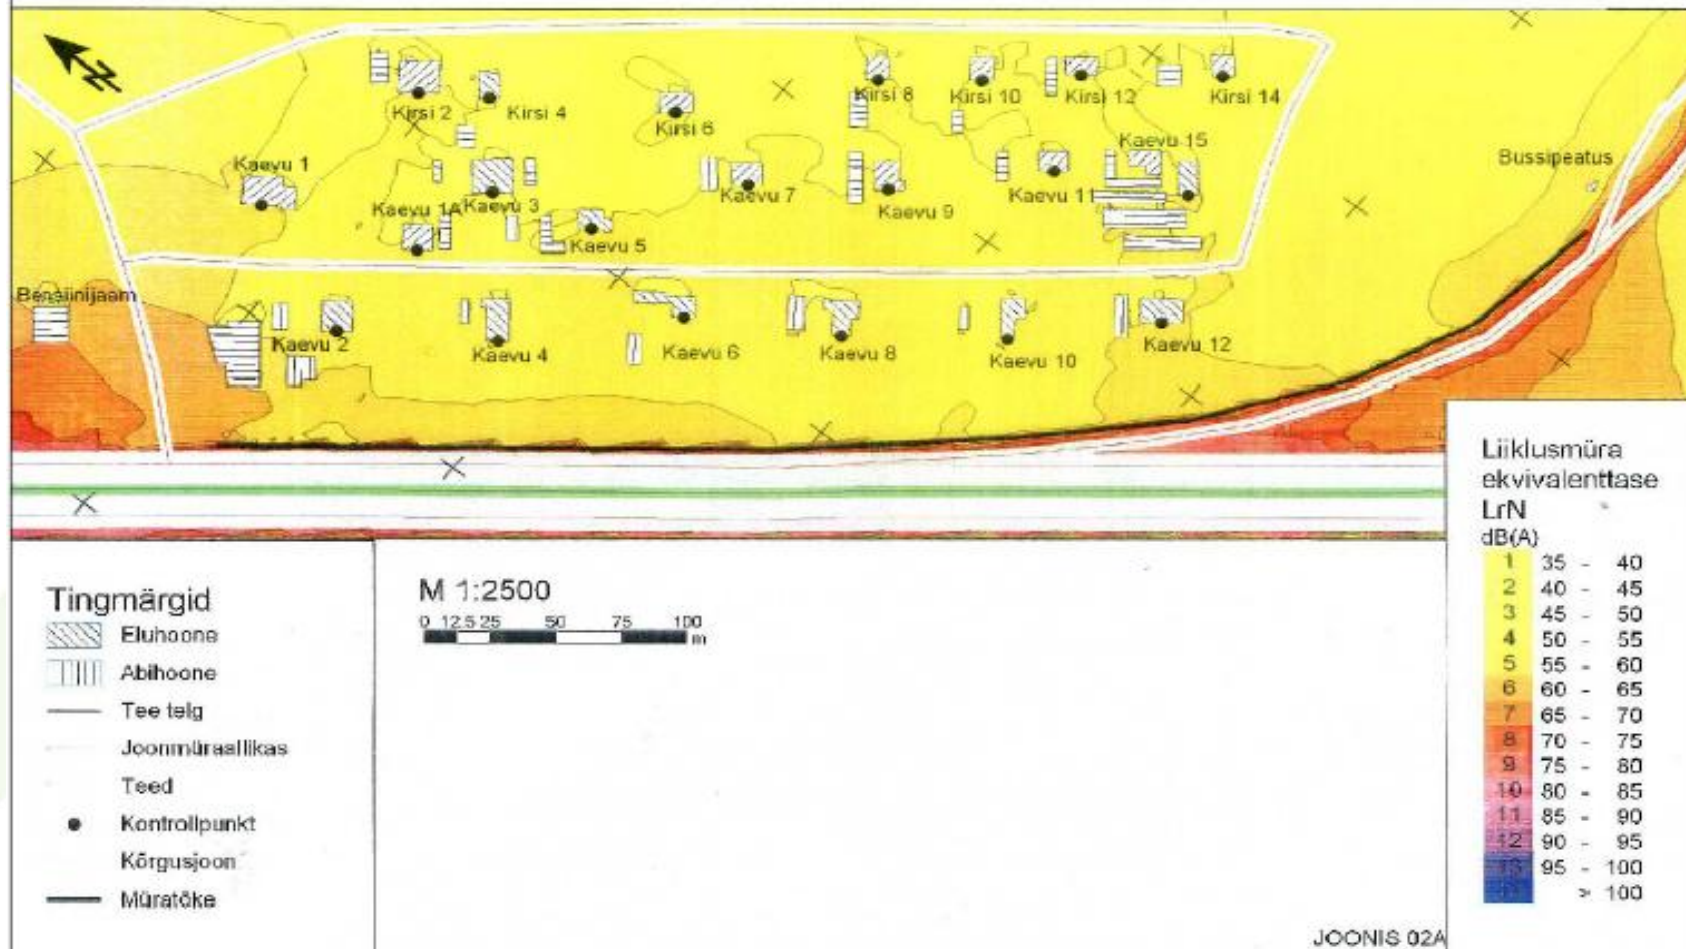 N
Kirsi 2
Kirsi 4
Kirsi 6
Kirsi 8
Kirsi 10
Kirsi 12
Kirsi 14
Kaevu 1
Kaevu 1A
Kaevu 3
Kaevu 5
Kaevu 7
Kaevu 9
Kaevu 11
Kaevu 15
Bussipeatus
Bensiinijaam
Kaevu 2
Kaevu 4
Kaevu 6
Kaevu 8
Kaevu 10
Kaevu 12
Liiklusmüra
ekvivalenttase
LrN
dB(A)
1 35 - 40
2 40 - 45
3 45 - 50
4 50 - 55
5 55 - 60
6 60 - 65
7 65 - 70
8 70 - 75
9 75 - 80
10 80 - 85
11 85 - 90
12 90 - 95
13 95 - 100
> 100
Tingmärgid
Eluhoone
Abihoone
Tee telg
Joonmüraallikas
Teed
Kontrollpunkt
Kõrgusjoon
Müratõke
M 1:2500
0 12.5 25 50 75 100
m
JOONIS 02A